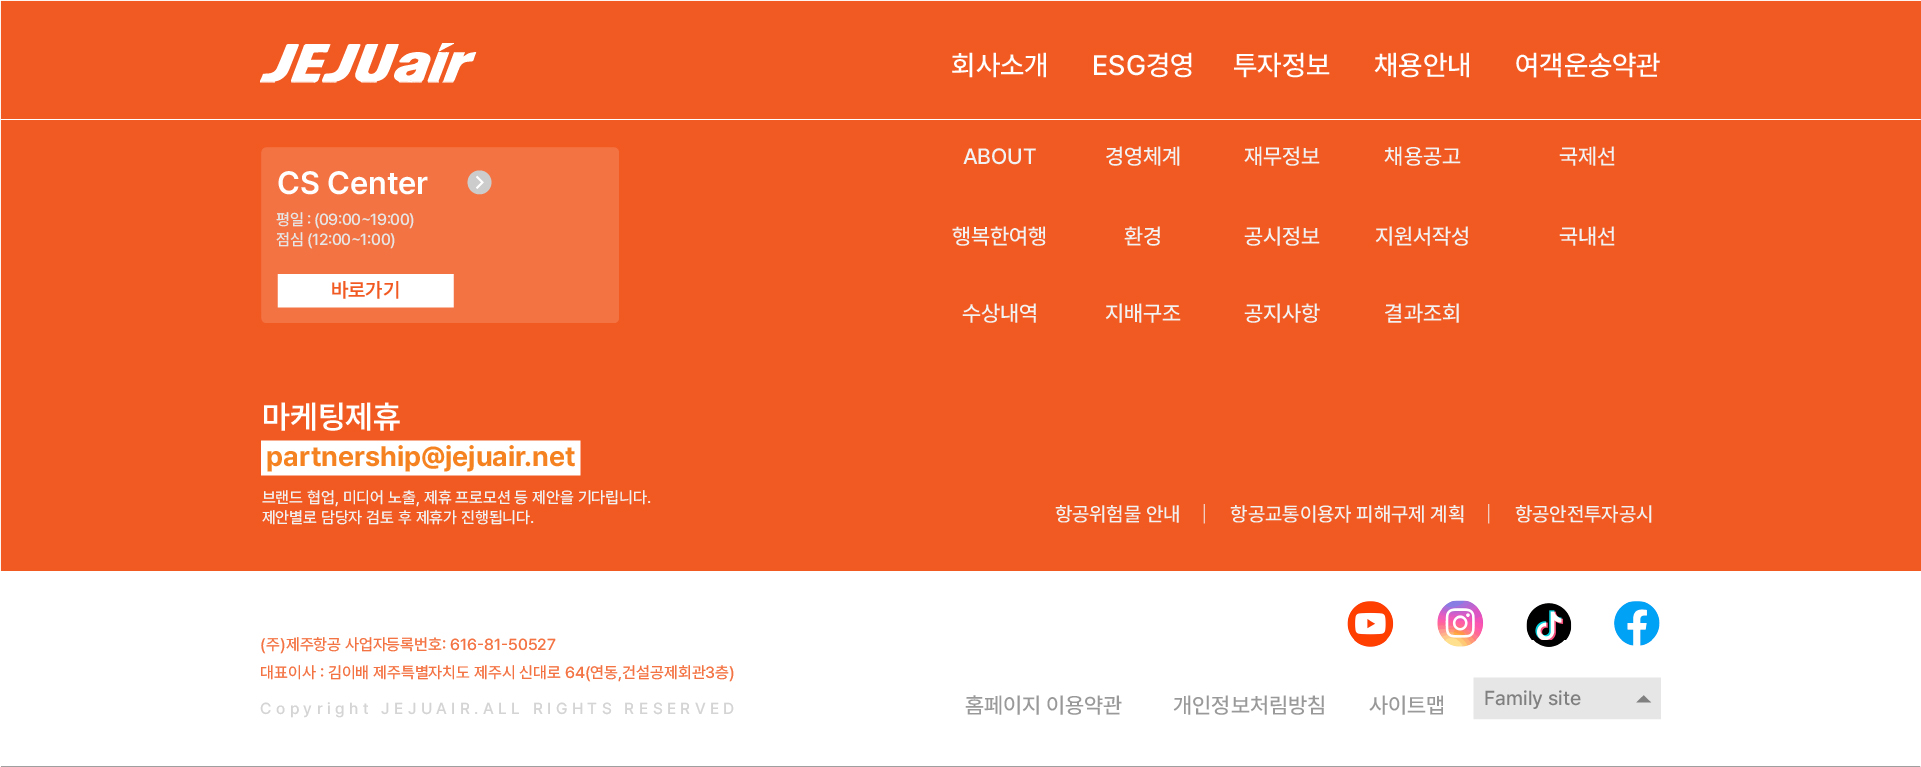 JEJUair
회사소개 ESG경영 투자정보 채용안내 여객운송약관
ABOUT 경영체계 재무정보 채용공고 국제선
행복한여행 환경 공시정보 지원서작성 국내선
수상내역 지배구조 공지사항 결과조회
CS Center
평일 : (09:00~19:00)
점심 (12:00~1:00)
바로가기
마케팅제휴
partnership@jejuair.net
브랜드 협업, 미디어 노출, 제휴 프로모션 등 제안을 기다립니다.
제안별로 담당자 검토 후 제휴가 진행됩니다.
항공위험물 안내 | 항공교통이용자 피해구제 계획 | 항공안전투자공시
(주)제주항공 사업자등록번호: 616-81-50527
대표이사 : 김이배 제주특별자치도 제주시 신대로 64(연동,건설공제회관3층)
Copyright JEJUAIR.ALL RIGHTS RESERVED
홈페이지 이용약관 개인정보처리방침 사이트맵 Family site